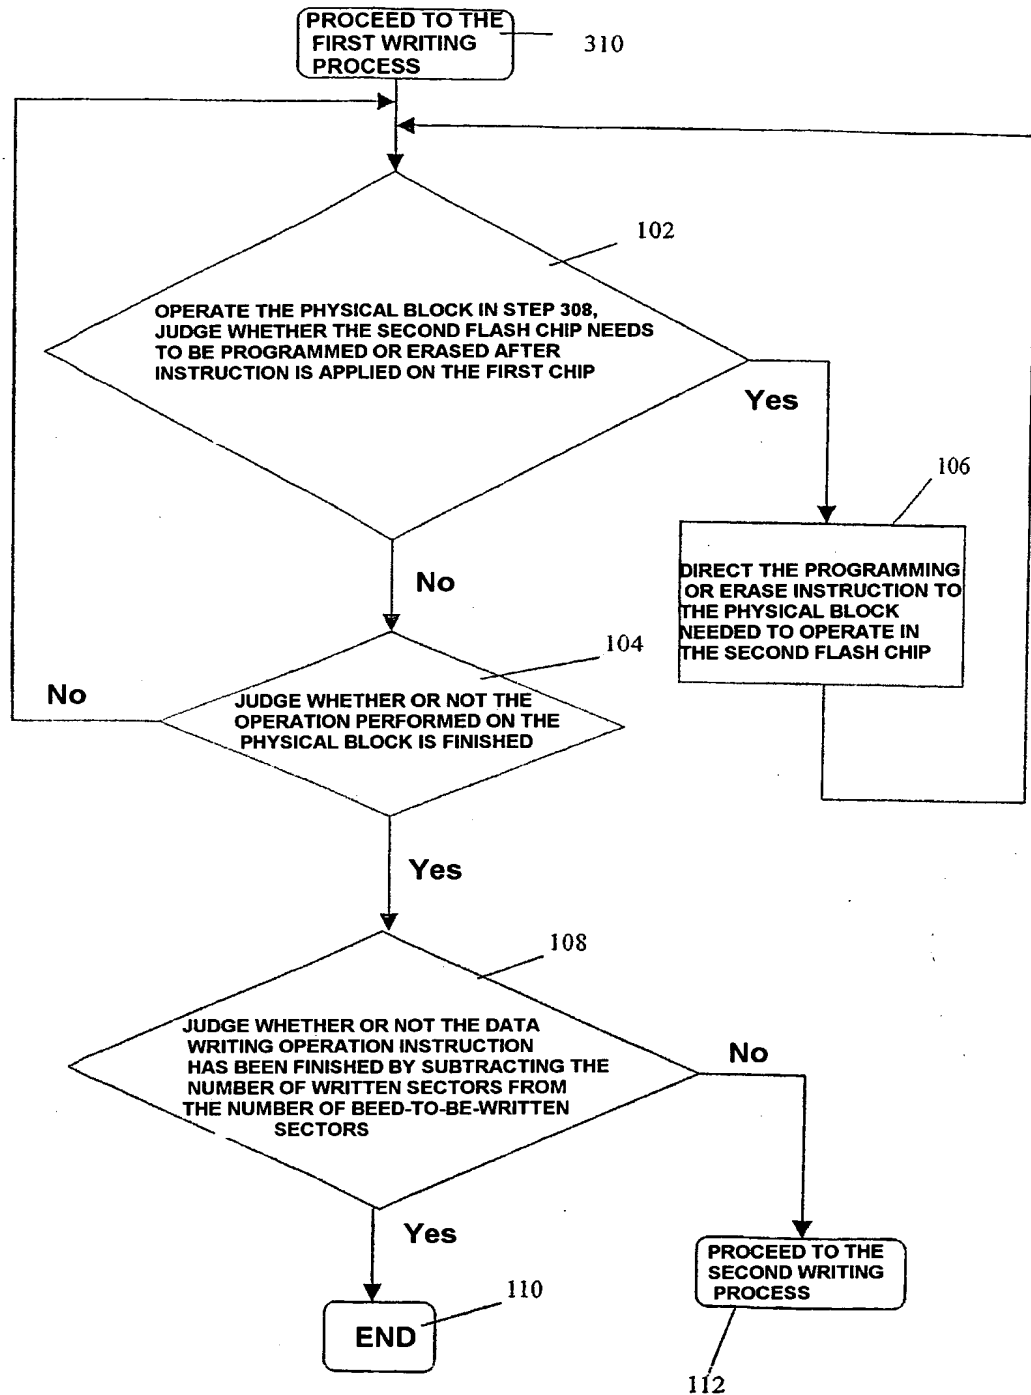 PROCEED TO THE
FIRST WRITING
PROCESS
310
102
OPERATE THE PHYSICAL BLOCK IN STEP 308,
JUDGE WHETHER THE SECOND FLASH CHIP NEEDS
TO BE PROGRAMMED OR ERASED AFTER
INSTRUCTION IS APPLIED ON THE FIRST CHIP
Yes
106
DIRECT THE PROGRAMMING
OR ERASE INSTRUCTION TO
THE PHYSICAL BLOCK
NEEDED TO OPERATE IN
THE SECOND FLASH CHIP
No
104
No
JUDGE WHETHER OR NOT THE
OPERATION PERFORMED ON THE
PHYSICAL BLOCK IS FINISHED
Yes
108
JUDGE WHETHER OR NOT THE DATA
WRITING OPERATION INSTRUCTION
HAS BEEN FINISHED BY SUBTRACTING THE
NUMBER OF WRITTEN SECTORS FROM
THE NUMBER OF BEED-TO-BE-WRITTEN
SECTORS
No
Yes
PROCEED TO THE
SECOND WRITING
PROCESS
110
END
112